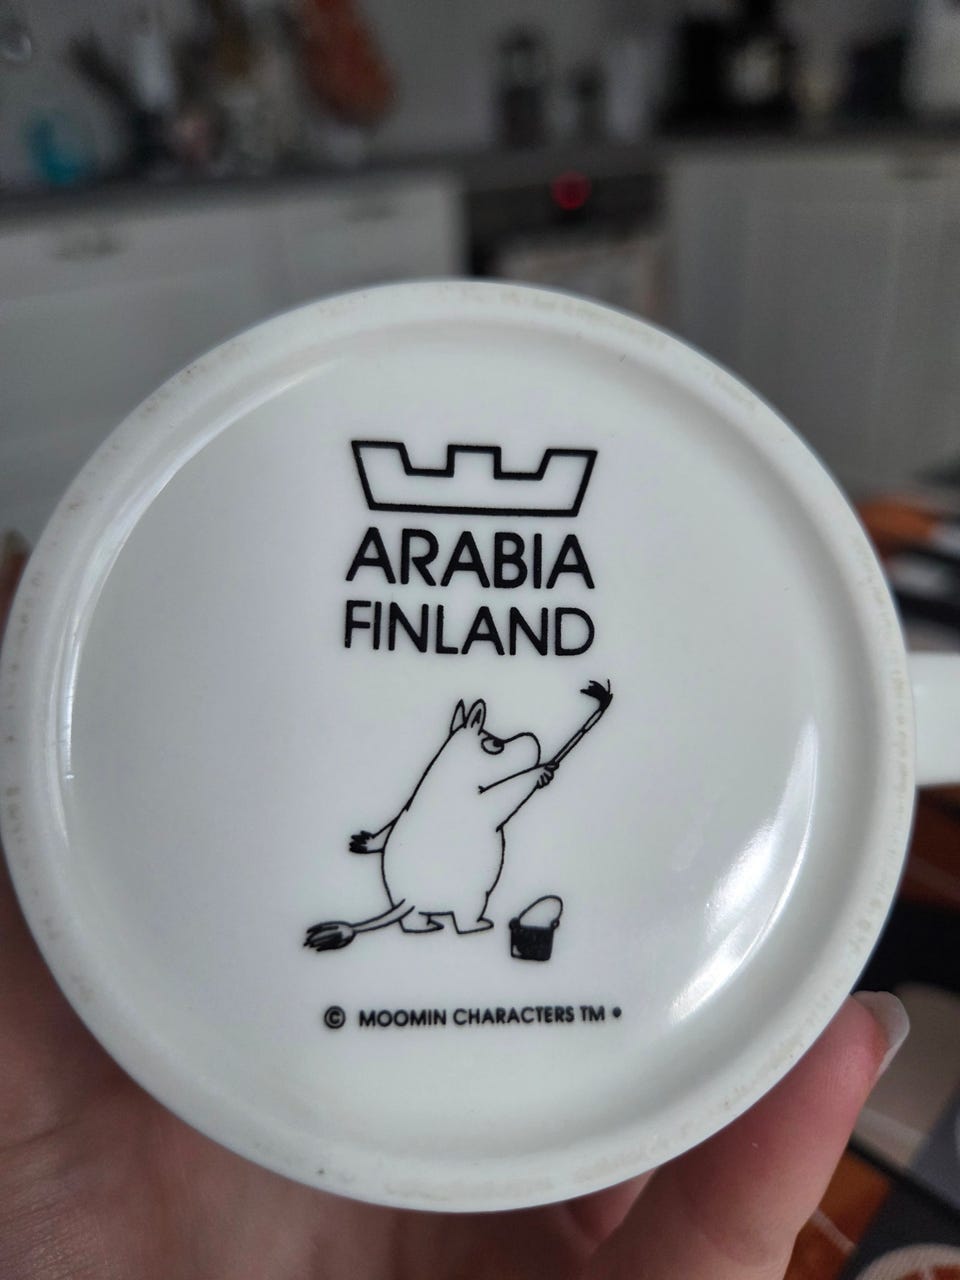 ARABIA
FINLAND
© MOOMIN CHARACTERS TM •